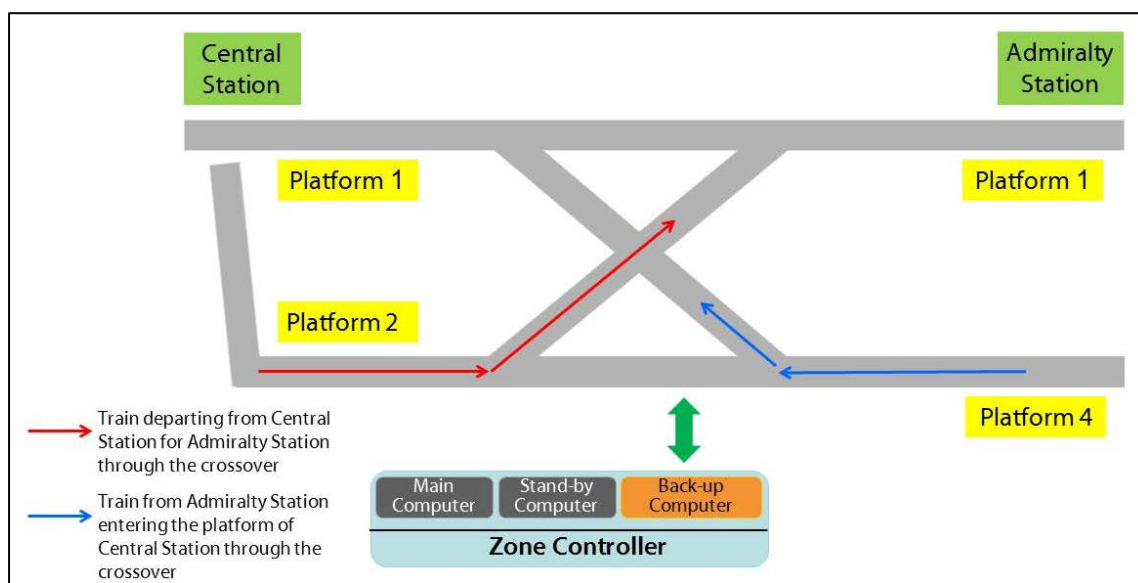 Central
Station
Admiralty
Station
Platform 1
Platform 1
Platform 2
Platform 4
Train departing from Central
Station for Admiralty Station
through the crossover
Train from Admiralty Station
entering the platform of
Central Station through the
crossover
Main
Computer
Stand-by
Computer
Back-up
Computer
Zone Controller